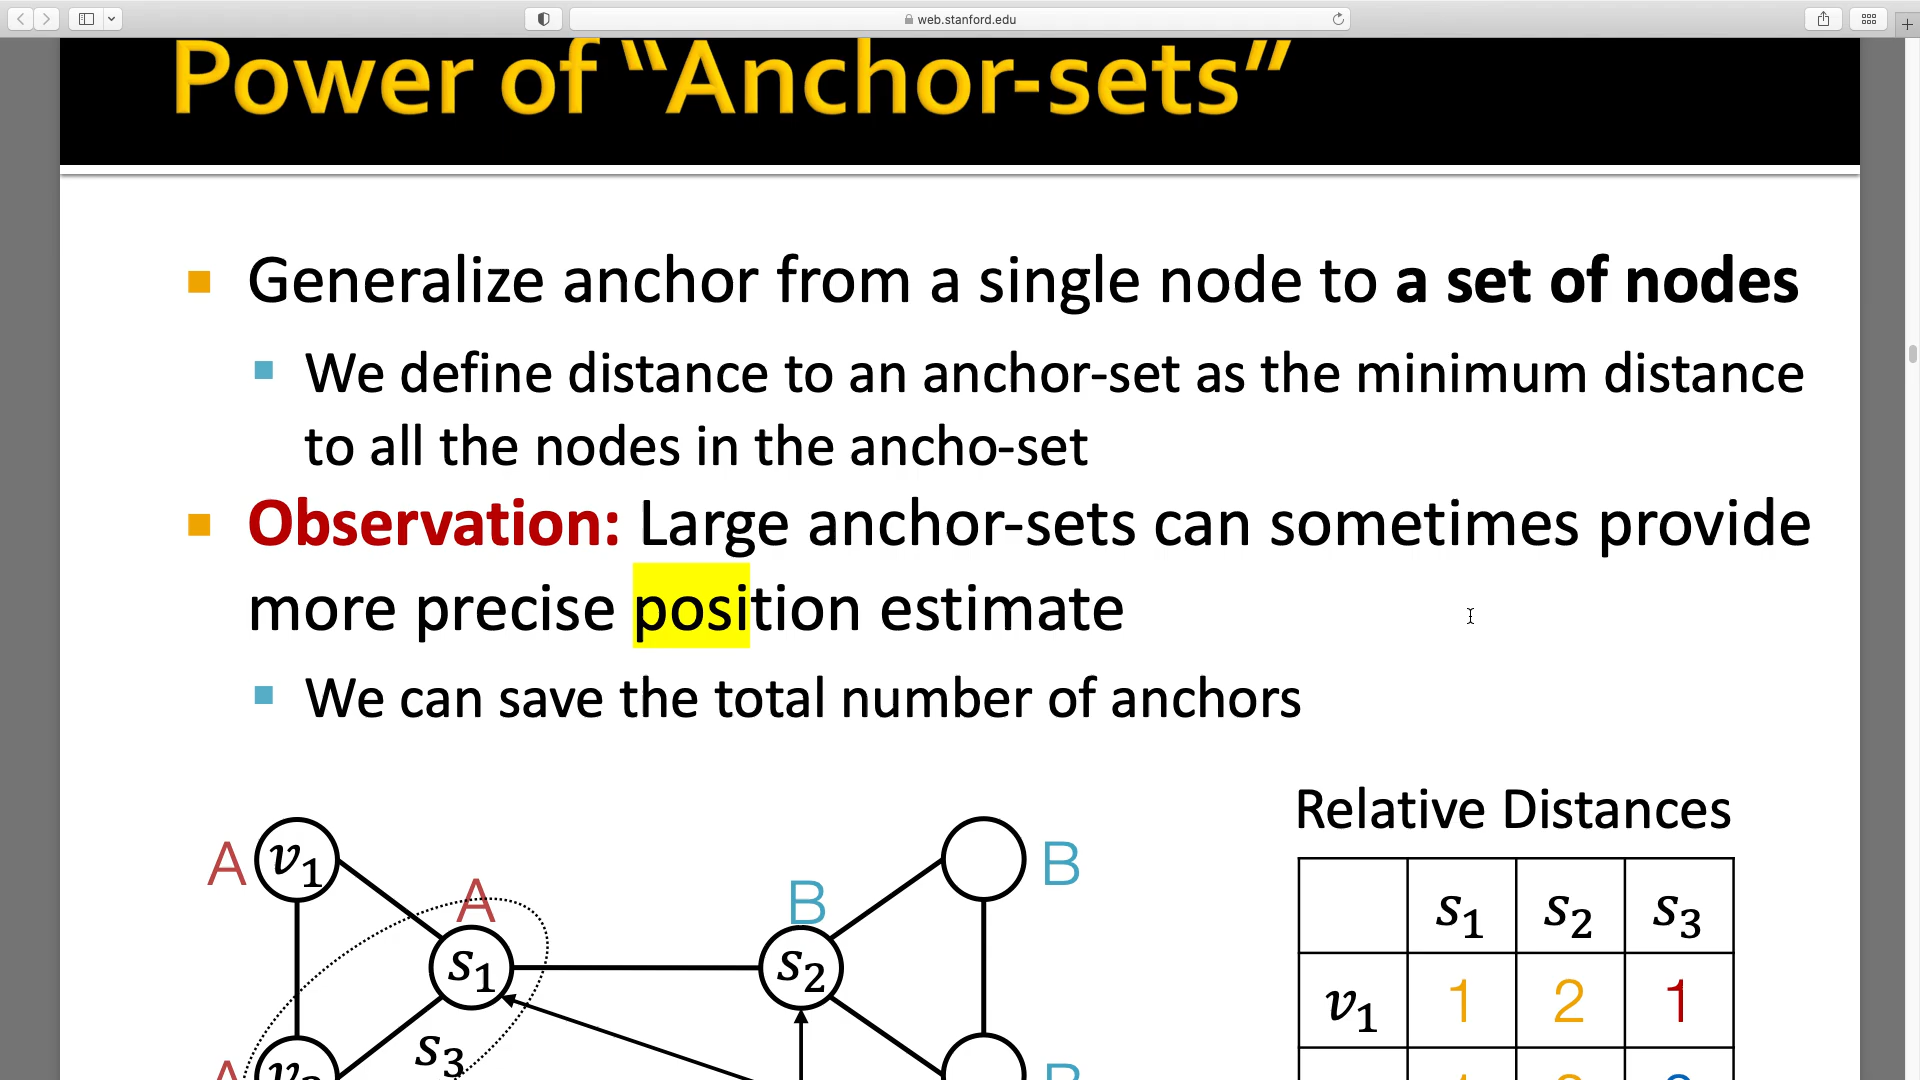 web.stanford.edu
Power of “Anchor-sets”
Generalize anchor from a single node to a set of nodes
We define distance to an anchor-set as the minimum distance
to all the nodes in the ancho-set
Observation: Large anchor-sets can sometimes provide
more precise position estimate
We can save the total number of anchors
Relative Distances
A v1 B
A B
s1 s2 s3
s1 s2
v1 1 2 1
s3